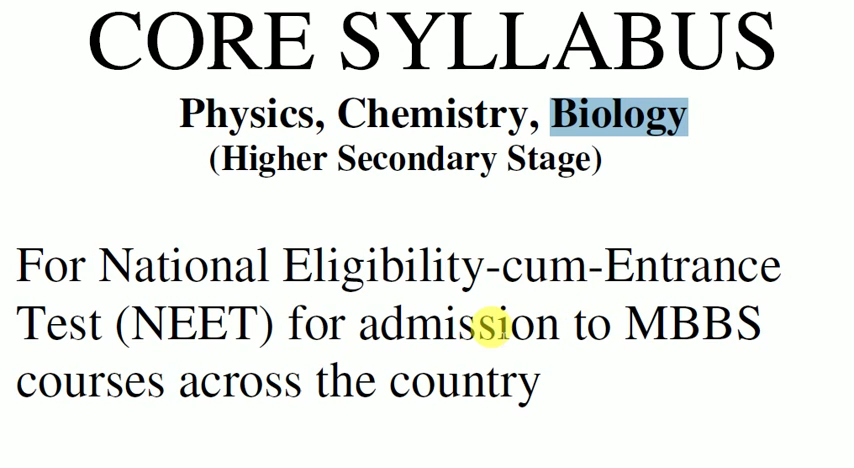 CORE SYLLABUS
Physics, Chemistry, Biology
(Higher Secondary Stage)
For National Eligibility-cum-Entrance
Test (NEET) for admission to MBBS
courses across the country